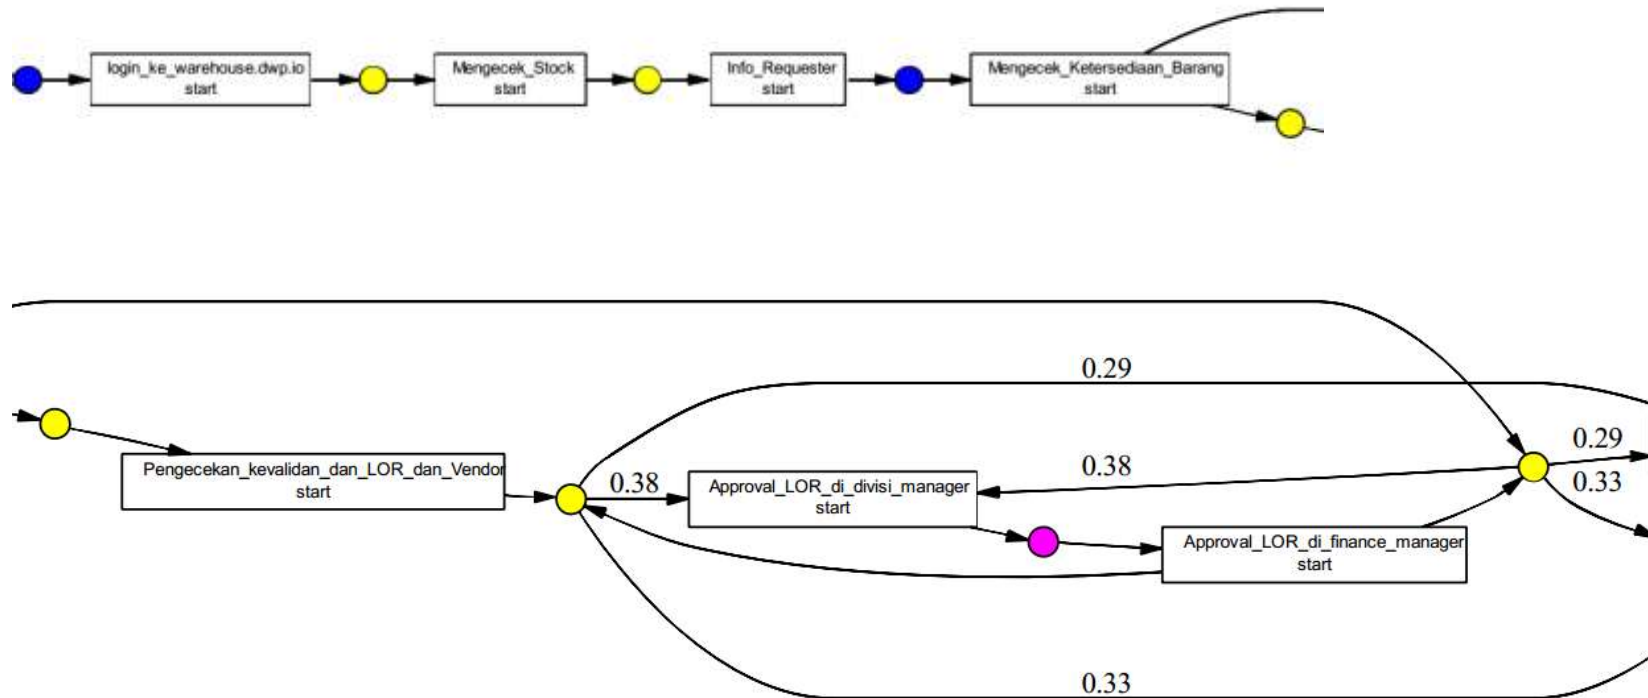 login_ke_warehouse.dwp.io
start
Mengecek_Stock
start
Info_Requester
start
Mengecek_Ketersediaan_Barang
start
0.29
0.29
0.38
0.38
0.33
Pengecekan_kevalidan_dan_LOR_dan_Vendor
start
Approval_LOR_di_divisi_manager
start
Approval_LOR_di_finance_manager
start
0.33